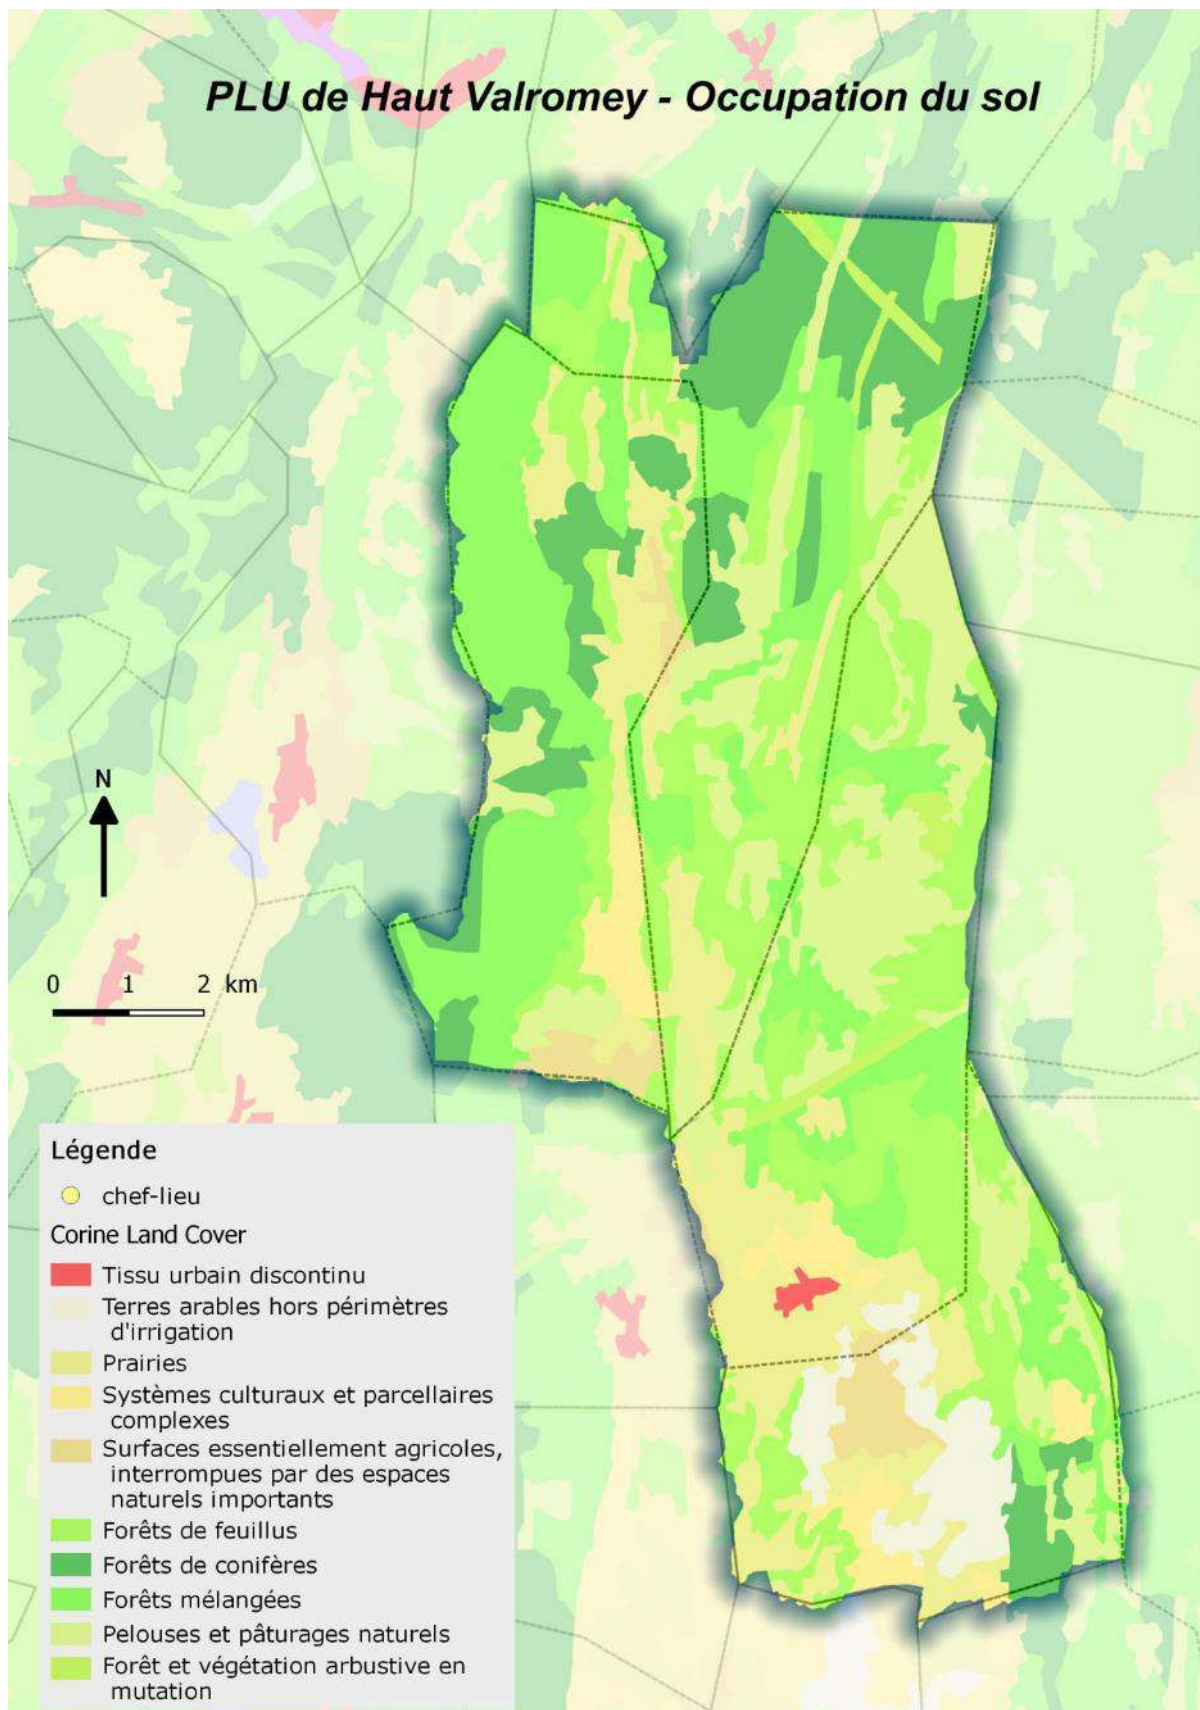 PLU de Haut Valromey - Occupation du sol
N
0 1 2 km
Légende
chef-lieu
Corine Land Cover
Tissu urbain discontinu
Terres arables hors périmètres
d'irrigation
Prairies
Systèmes culturaux et parcellaires
complexes
Surfaces essentiellement agricoles,
interrompues par des espaces
naturels importants
Forêts de feuillus
Forêts de conifères
Forêts mélangées
Pelouses et pâturages naturels
Forêt et végétation arbustive en
mutation